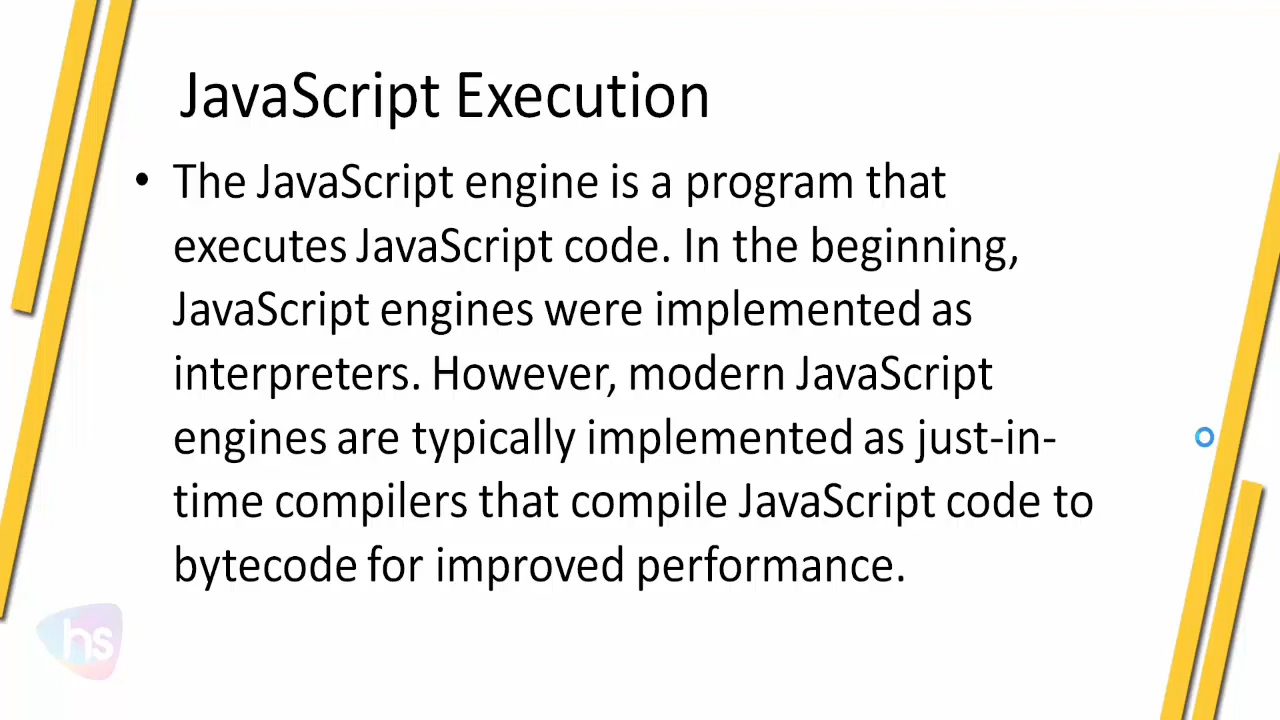 JavaScript Execution
• The JavaScript engine is a program that
executes JavaScript code. In the beginning,
JavaScript engines were implemented as
interpreters. However, modern JavaScript
engines are typically implemented as just-in-
time compilers that compile JavaScript code to
bytecode for improved performance.
hs